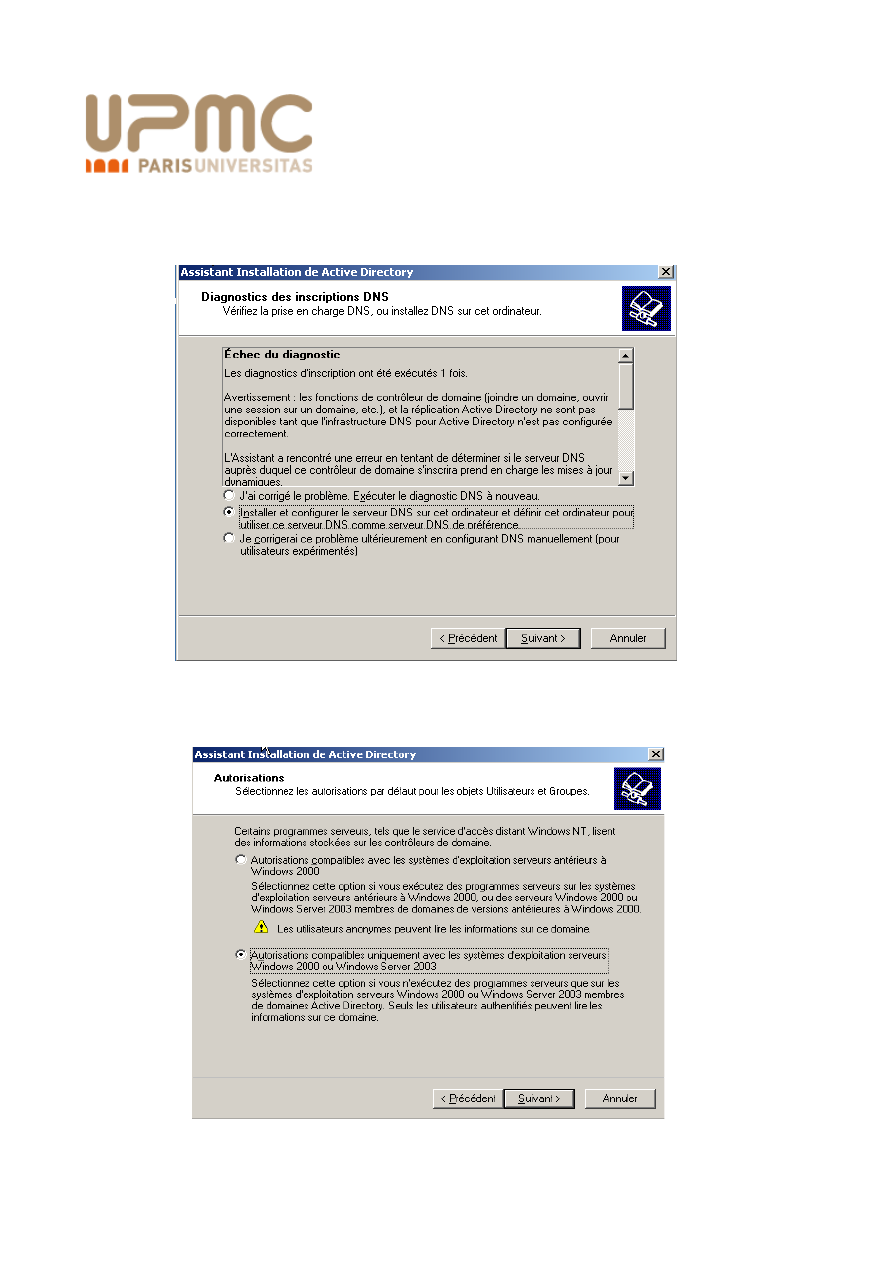 UPMC
PARISUNIVERSITAS
Assistant Installation de Active Directory
Diagnostics des inscriptions DNS
Vérifiez la prise en charge DNS, ou installez DNS sur cet ordinateur.
Échec du diagnostic
Les diagnostics d'inscription ont été exécutés 1 fois.
Avertissement : les fonctions de contrôleur de domaine (joindre un domaine, ouvrir
une session sur un domaine, etc.), et la réplication Active Directory ne sont pas
disponibles tant que l'infrastructure DNS pour Active Directory n'est pas configurée
correctement.
L'Assistant a rencontré une erreur en tentant de déterminer si le serveur DNS
auprès duquel ce contrôleur de domaine s'inscrira prend en charge les mises à jour
dynamiques.
J'ai corrigé le problème. Exécuter le diagnostic DNS à nouveau.
Installer et configurer le serveur DNS sur cet ordinateur et définir cet ordinateur pour
utiliser ce serveur DNS comme serveur DNS de préférence.
Je corrigerai ce problème ultérieurement en configurant DNS manuellement (pour
utilisateurs expérimentés)
< Précédent
Suivant >
Annuler
Assistant Installation de Active Directory
Autorisations
Sélectionnez les autorisations par défaut pour les objets Utilisateurs et Groupes.
Certains programmes serveurs, tels que le service d'accès distant Windows NT, lisent
des informations stockées sur les contrôleurs de domaine.
Autorisations compatibles avec les systèmes d'exploitation serveurs antérieurs à
Windows 2000
Sélectionnez cette option si vous exécutez des programmes serveurs sur les systèmes
d'exploitation serveurs antérieurs à Windows 2000, ou des serveurs Windows 2000 ou
Windows Server 2003 membres de domaines de versions antérieures à Windows 2000.
Les utilisateurs anonymes peuvent lire les informations sur ce domaine.
Autorisations compatibles uniquement avec les systèmes d'exploitation serveurs
Windows 2000 ou Windows Server 2003
Sélectionnez cette option si vous n'exécutez des programmes serveurs que sur les
systèmes d'exploitation serveurs Windows 2000 ou Windows Server 2003 membres
de domaines Active Directory. Seuls les utilisateurs authentifiés peuvent lire les
informations sur ce domaine.
< Précédent
Suivant >
Annuler